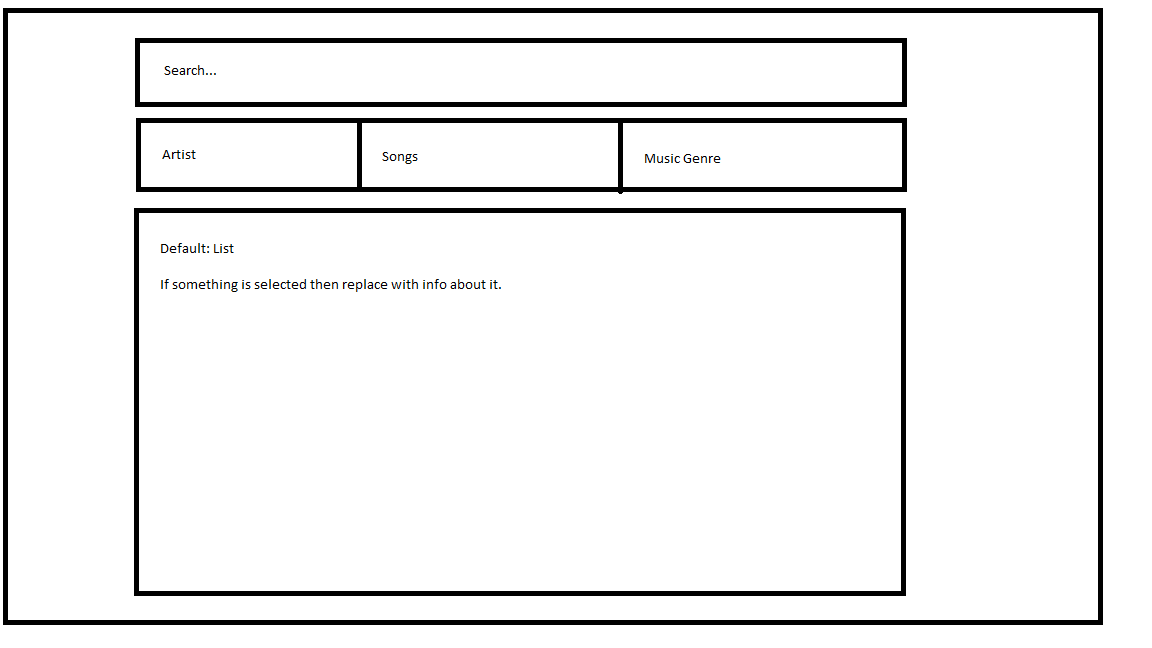 Search...
Artist
Songs
Music Genre
Default: List
If something is selected then replace with info about it.